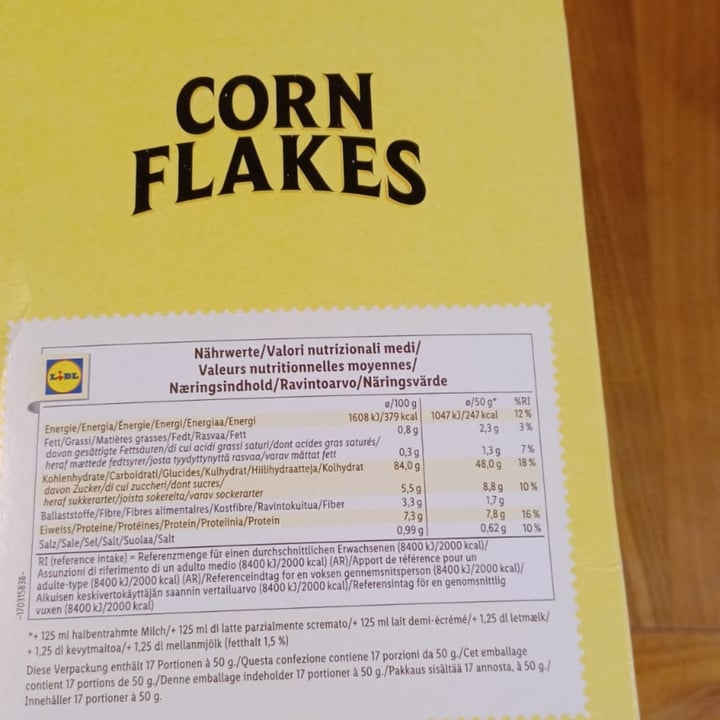 CORN
FLAKES
LIDL
Nährwerte/Valori nutrizionali medi/
Valeurs nutritionnelles moyennes/
Næringsindhold/Ravintoarvo/Näringsvärde
ø/100 g ø/50 g* %RI
Energie/Energia/Énergie/Energi/Energiaa/Energi 1608 kJ/379 kcal 1047 kJ/247 kcal 12 %
Fett/Grassi/Matières grasses/Fedt/Rasvaa/Fett 0,8 g 2,3 g 3 %
davon gesättigte Fettsäuren/di cui acidi grassi saturi/dont acides gras saturés/
heraf mættede fedtsyrer/josta tyydyttynyttä rasvaa/varav mättat fett 0,3 g 1,3 g 7 %
Kohlenhydrate/Carboidrati/Glucides/Kulhydrat/Hiilihydraatteja/Kolhydrat 84,0 g 48,0 g 18 %
davon Zucker/di cui zuccheri/dont sucres/
heraf sukkerarter/joista sokereita/varav sockerarter 5,5 g 8,8 g 10 %
Ballaststoffe/Fibre/Fibres alimentaires/Kostfibre/Ravintokuitua/Fiber 3,3 g 1,7 g
Eiweiss/Proteine/Protéines/Protein/Proteiinia/Protein 7,3 g 7,8 g 16 %
Salz/Sale/Sel/Salt/Suolaa/Salt 0,99 g 0,62 g 10 %
RI (reference intake) = Referenzmenge für einen durchschnittlichen Erwachsenen (8400 kJ/2000 kcal)/
Assunzioni di riferimento di un adulto medio (8400 kJ/2000 kcal) (AR)/Apport de référence pour un
adulte-type (8400 kJ/2000 kcal) (AR)/Referenceindtag for en voksen gennemsnitsperson (8400 kJ/2000 kcal)/
Aikuisen keskivertokäyttäjän saannin vertailuarvo (8400 kJ/2000 kcal)/Referensintag för en genomsnittlig
vuxen (8400 kJ/2000 kcal)
-170315838-
*+ 125 ml halbentrahmte Milch/+ 125 ml di latte parzialmente scremato/+ 125 ml lait demi-écrémé/+ 1,25 dl letmælk/
+ 1,25 dl kevytmaitoa/+ 1,25 dl mellanmjölk (fetthalt 1,5 %)
Diese Verpackung enthält 17 Portionen à 50 g./Questa confezione contiene 17 porzioni da 50 g./Cet emballage
contient 17 portions de 50 g./Denne emballage indeholder 17 portioner à 50 g./Pakkaus sisältää 17 annosta, à 50 g./
Innehåller 17 portioner à 50 g.